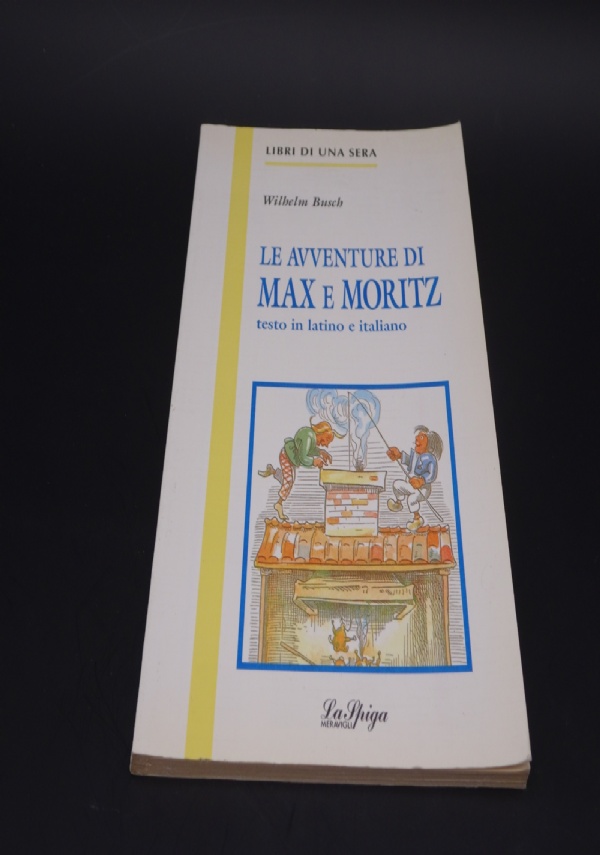 LIBRI DI UNA SERA
Wilhelm Busch
LE AVVENTURE DI
MAX E MORITZ
testo in latino e italiano
La Spiga
MERAVIGLI